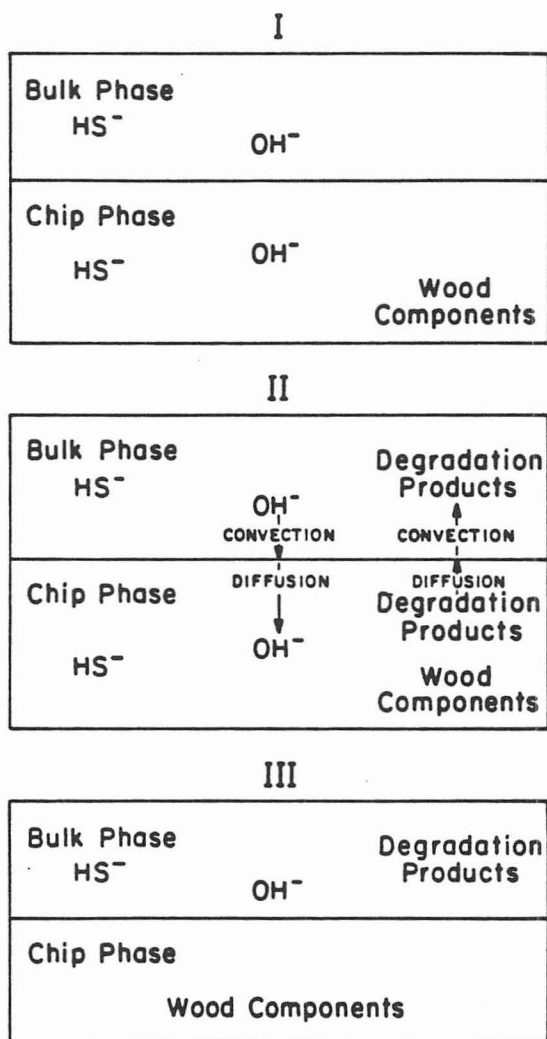 I
Bulk Phase
HS⁻
OH⁻
Chip Phase
HS⁻
OH⁻
Wood
Components
II
Bulk Phase
HS⁻
OH⁻
Degradation
Products
CONVECTION
CONVECTION
Chip Phase
DIFFUSION
DIFFUSION
Degradation
Products
HS⁻
OH⁻
Wood
Components
III
Bulk Phase
HS⁻
OH⁻
Degradation
Products
Chip Phase
Wood Components